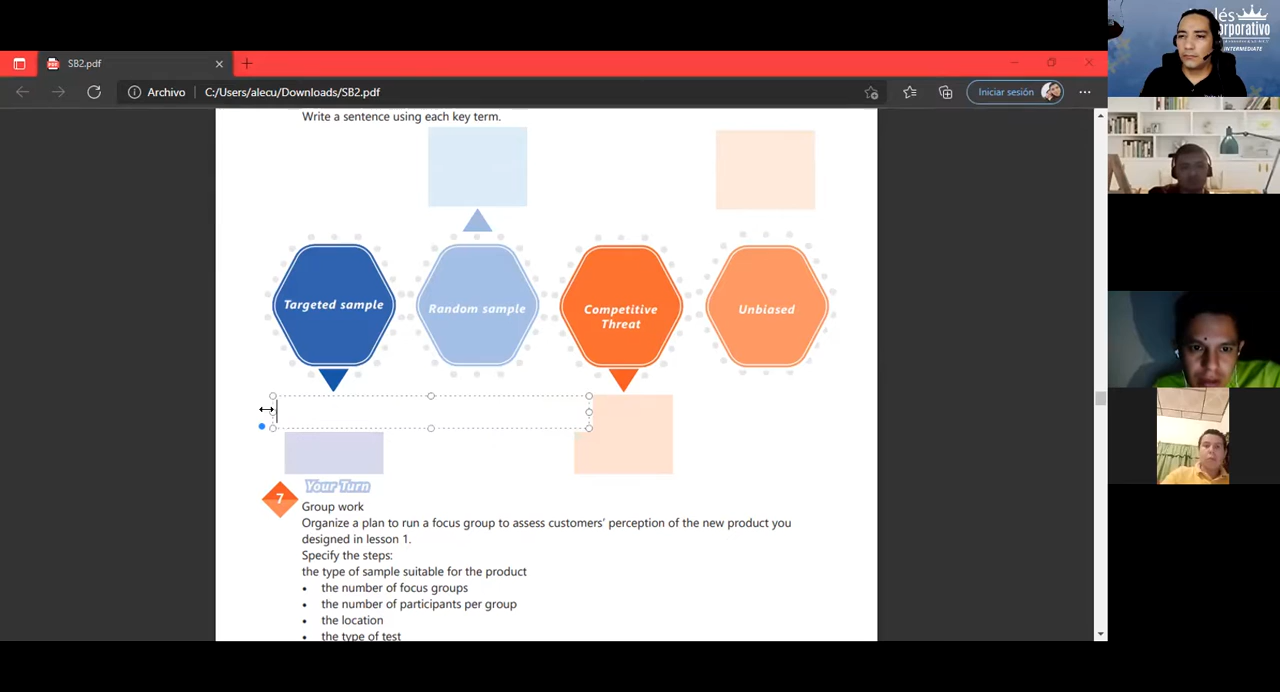 SB2.pdf
Archivo
C:/Users/alecu/Downloads/SB2.pdf
Iniciar sesión
Write a sentence using each key term.
Targeted sample
Random sample
Competitive
Threat
Unbiased
7
Your Turn
Group work
Organize a plan to run a focus group to assess customers' perception of the new product you
designed in lesson 1.
Specify the steps:
the type of sample suitable for the product
• the number of focus groups
• the number of participants per group
• the location
• the type of test
INTERMEDIATE